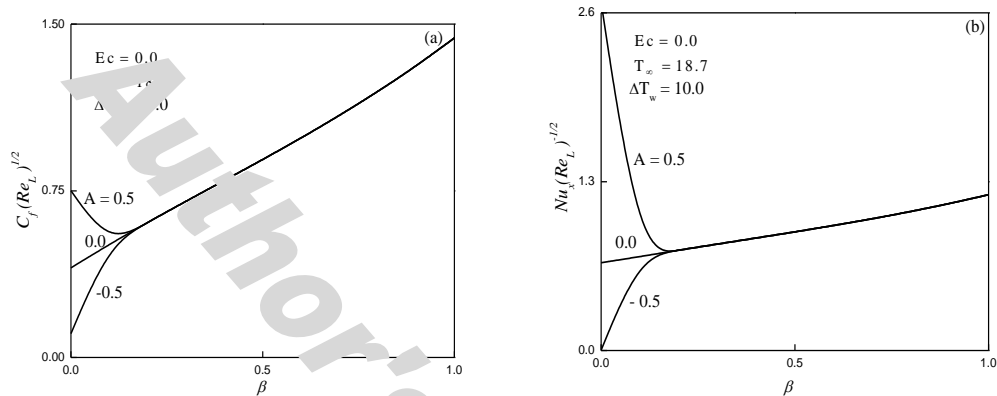 1.50
(a)
Ec = 0.0
A = 0.5
0.75
0.0
-0.5
0.00
0.0
0.5
1.0
β
C_f (Re_L)^{1/2}
Author's
2.6
(b)
Ec = 0.0
T_∞ = 18.7
ΔT_w = 10.0
A = 0.5
1.3
0.0
- 0.5
0.0
0.0
0.5
1.0
β
Nu_x (Re_L)^{-1/2}